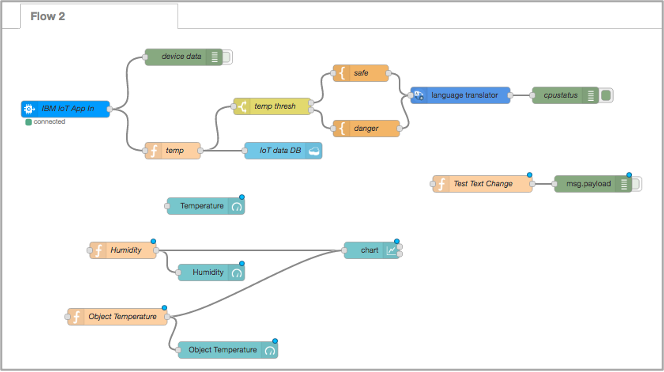 Flow 2
device data
safe
IBM IoT App In
connected
temp thresh
language translator
cpustatus
danger
temp
IoT data DB
Test Text Change
msg.payload
Temperature
Humidity
chart
Humidity
Object Temperature
Object Temperature